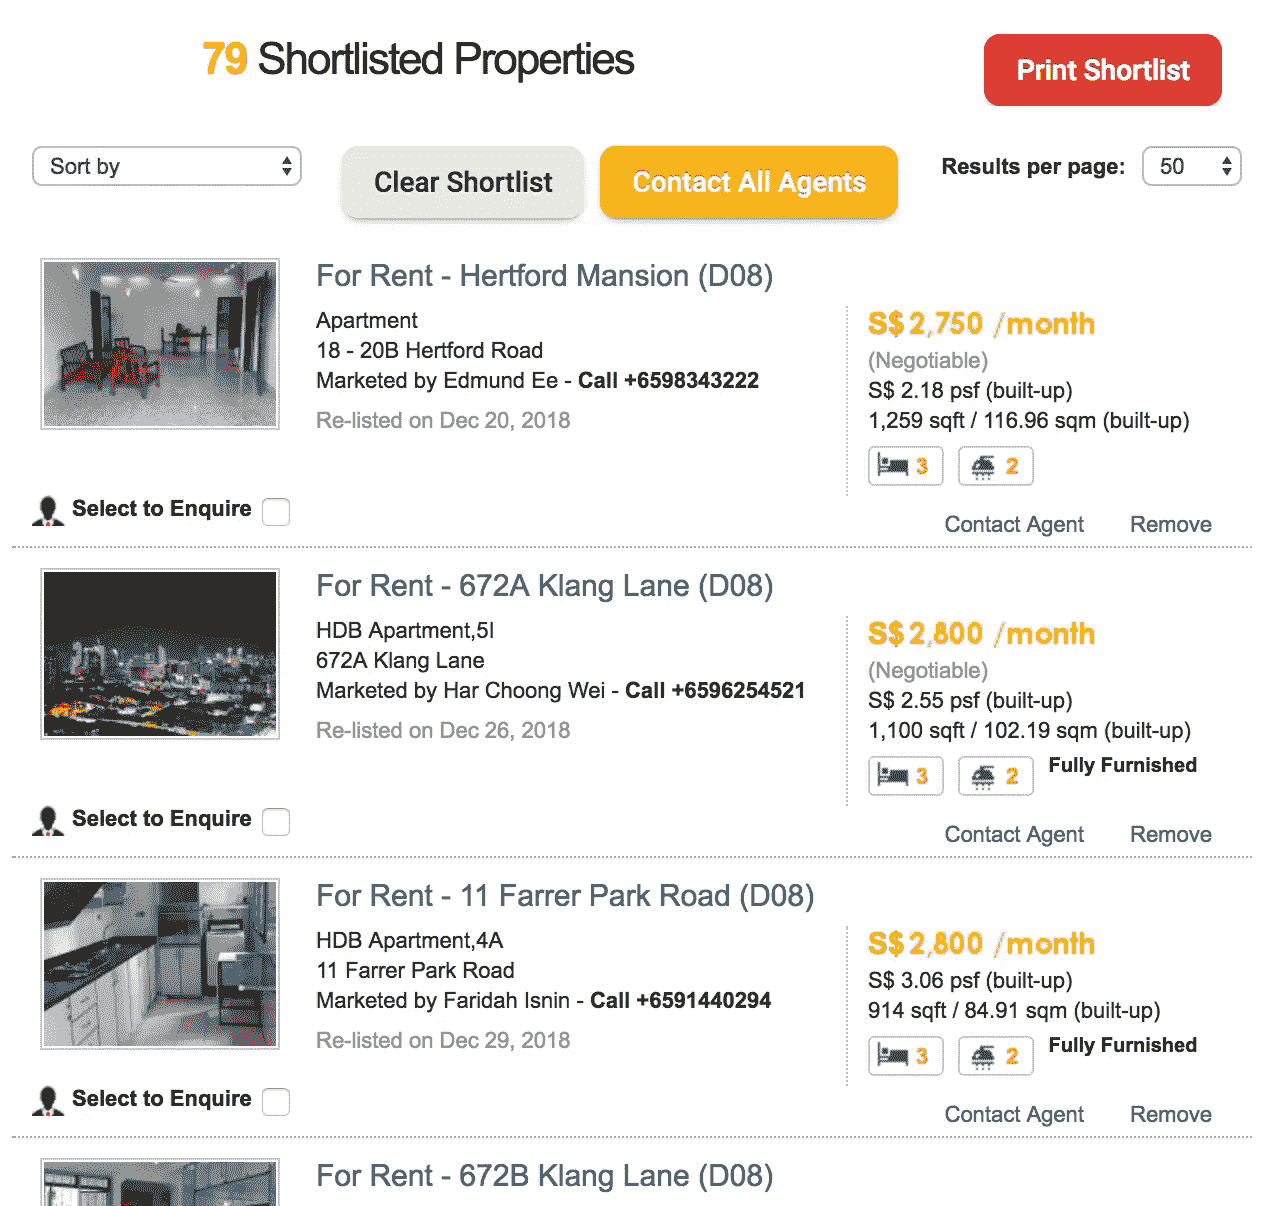 79 Shortlisted Properties
Print Shortlist
Sort by
Clear Shortlist
Contact All Agents
Results per page:
50
For Rent - Hertford Mansion (D08)
Apartment
18 - 20B Hertford Road
Marketed by Edmund Ee - Call +6598343222
Re-listed on Dec 20, 2018
S$ 2,750 /month
(Negotiable)
S$ 2.18 psf (built-up)
1,259 sqft / 116.96 sqm (built-up)
3
2
Select to Enquire
Contact Agent
Remove
For Rent - 672A Klang Lane (D08)
HDB Apartment,5I
672A Klang Lane
Marketed by Har Choong Wei - Call +6596254521
Re-listed on Dec 26, 2018
S$ 2,800 /month
(Negotiable)
S$ 2.55 psf (built-up)
1,100 sqft / 102.19 sqm (built-up)
3
2
Fully Furnished
Select to Enquire
Contact Agent
Remove
For Rent - 11 Farrer Park Road (D08)
HDB Apartment,4A
11 Farrer Park Road
Marketed by Faridah Isnin - Call +6591440294
Re-listed on Dec 29, 2018
S$ 2,800 /month
S$ 3.06 psf (built-up)
914 sqft / 84.91 sqm (built-up)
3
2
Fully Furnished
Select to Enquire
Contact Agent
Remove
For Rent - 672B Klang Lane (D08)